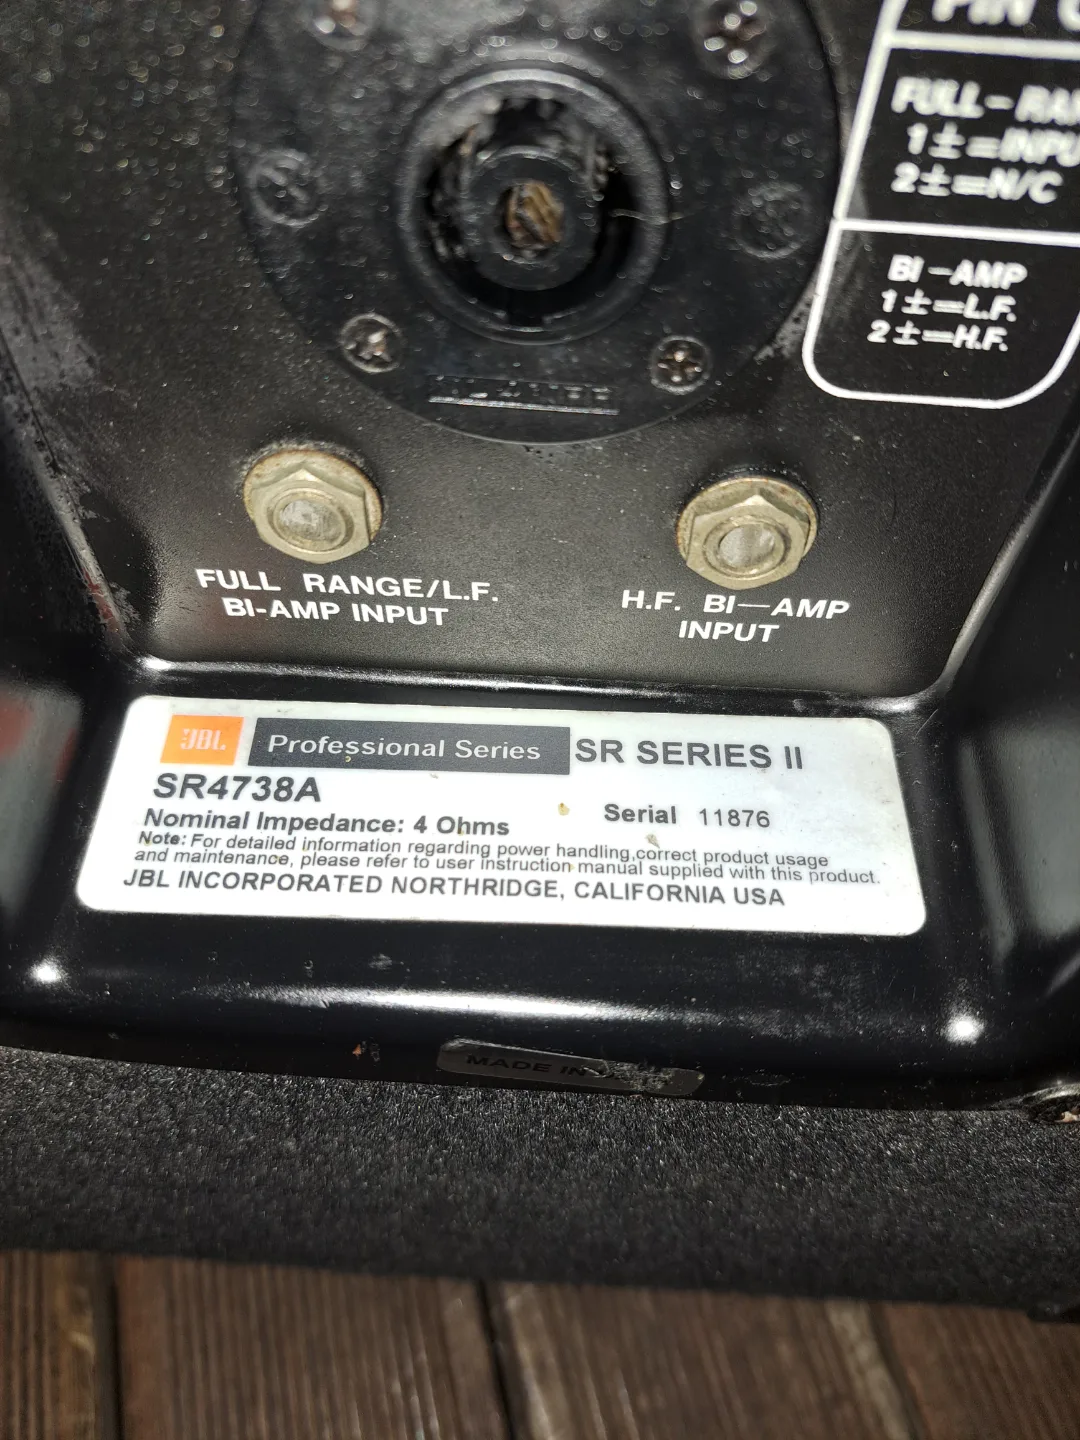 PIN
FULL-RAN
1±=INPU
2±=N/C
BI-AMP
1±=L.F.
2±=H.F.
FULL RANGE/L.F.
BI-AMP INPUT
H.F. BI-AMP
INPUT
JBL Professional Series SR SERIES II
SR4738A
Serial 11876
Nominal Impedance: 4 Ohms
Note: For detailed information regarding power handling,correct product usage
and maintenance, please refer to user instruction manual supplied with this product.
JBL INCORPORATED NORTHRIDGE, CALIFORNIA USA
MADE IN